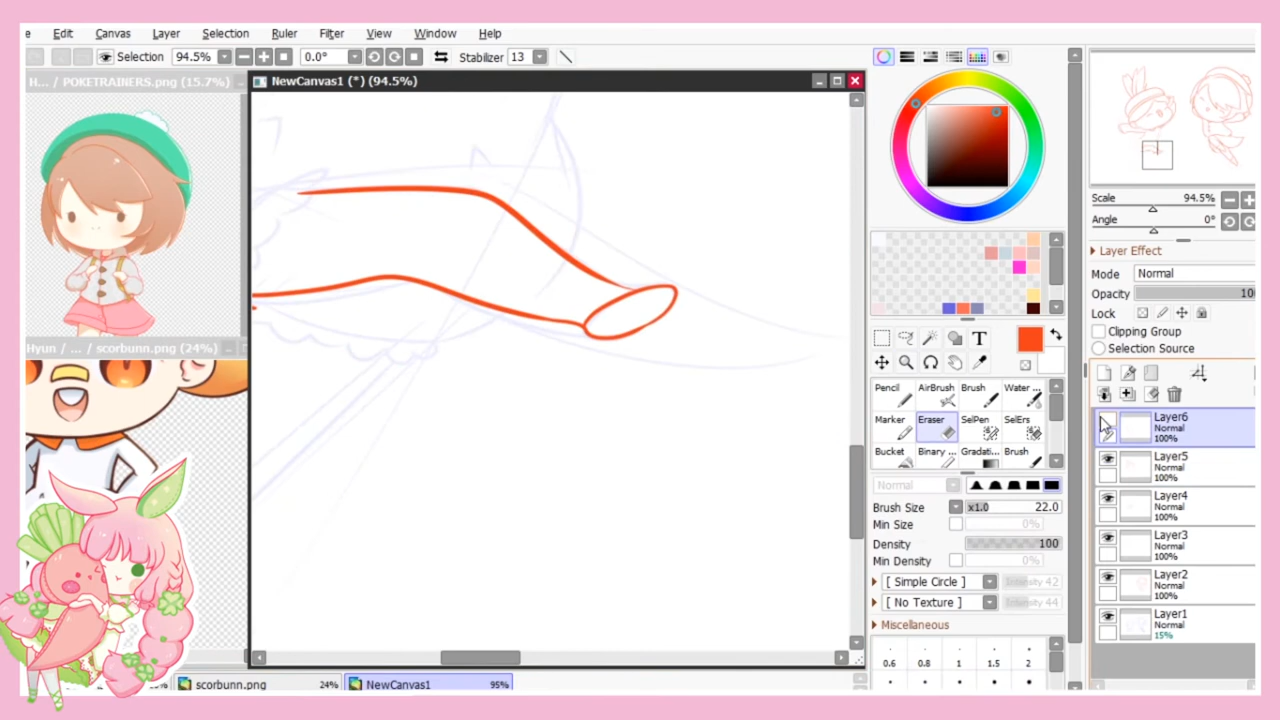 e Edit Canvas Layer Selection Ruler Filter View Window Help
Selection 94.5% 0.0° Stabilizer 13
H... / POKETRAINERS.png (15.7%)
NewCanvas1 (*) (94.5%)
Scale 94.5%
Angle 0°
Layer Effect
Mode Normal
Opacity 10
Lock
Clipping Group
Selection Source
Hyun / ... / scorbunn.png (24%)
T
Pencil AirBrush Brush Water ...
Marker Eraser SelPen SelErs
Bucket Binary ... Gradati... Brush
Normal
Brush Size x1.0 22.0
Min Size 0%
Density 100
Min Density 0%
[ Simple Circle ] Intensity 42
[ No Texture ] Intensity 44
Miscellaneous
0.6 0.8 1 1.5 2
Layer6
Normal
100%
Layer5
Normal
100%
Layer4
Normal
100%
Layer3
Normal
100%
Layer2
Normal
100%
Layer1
Normal
15%
scorbunn.png 24% NewCanvas1 95%